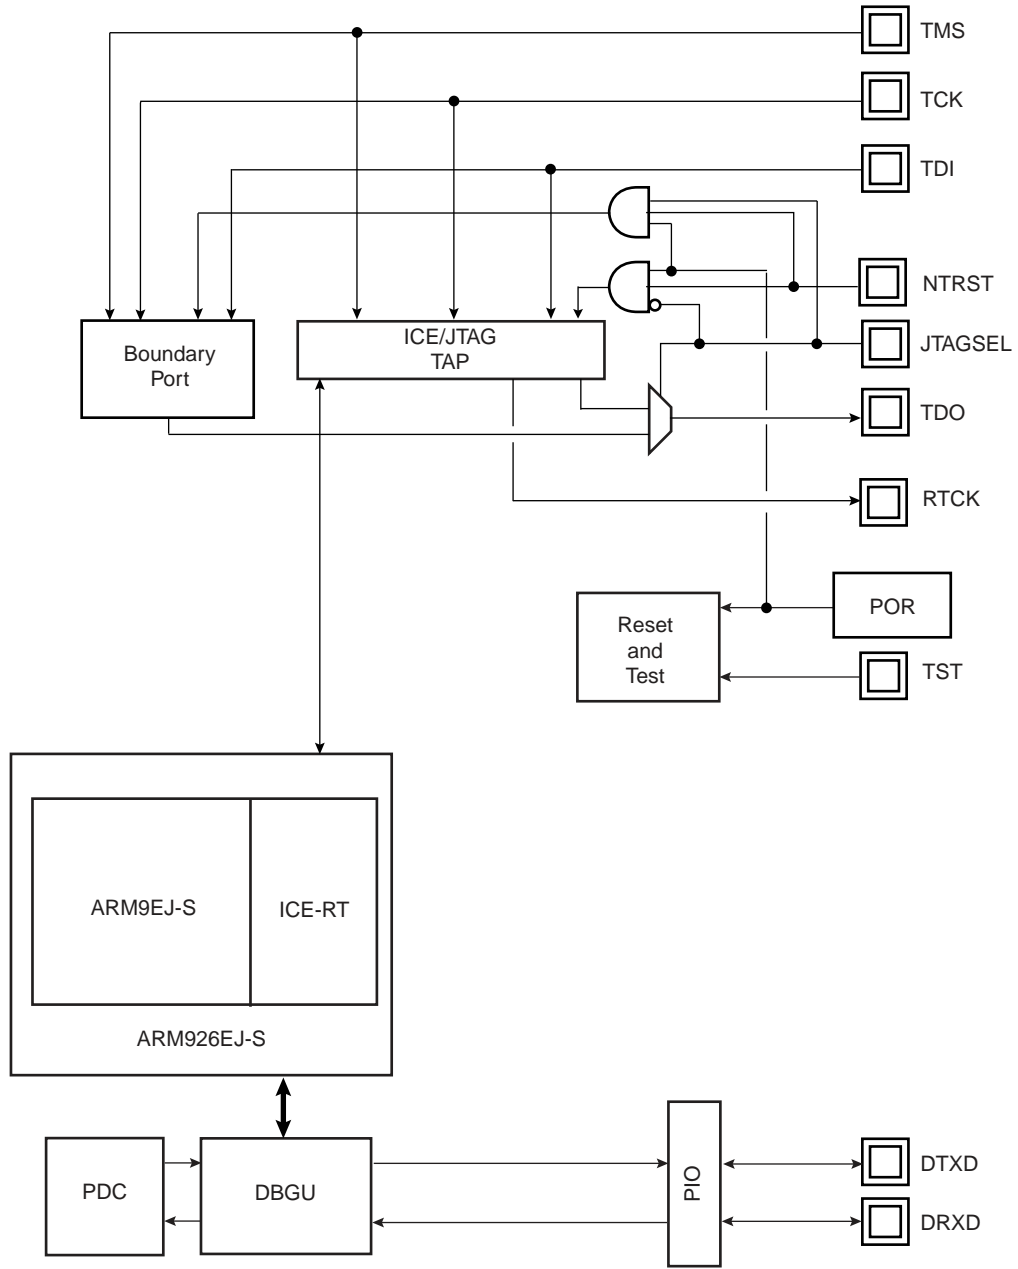 TMS
TCK
TDI
NTRST
JTAGSEL
TDO
RTCK
Boundary
Port
ICE/JTAG
TAP
POR
Reset
and
Test
TST
ARM9EJ-S
ICE-RT
ARM926EJ-S
PDC
DBGU
PIO
DTXD
DRXD